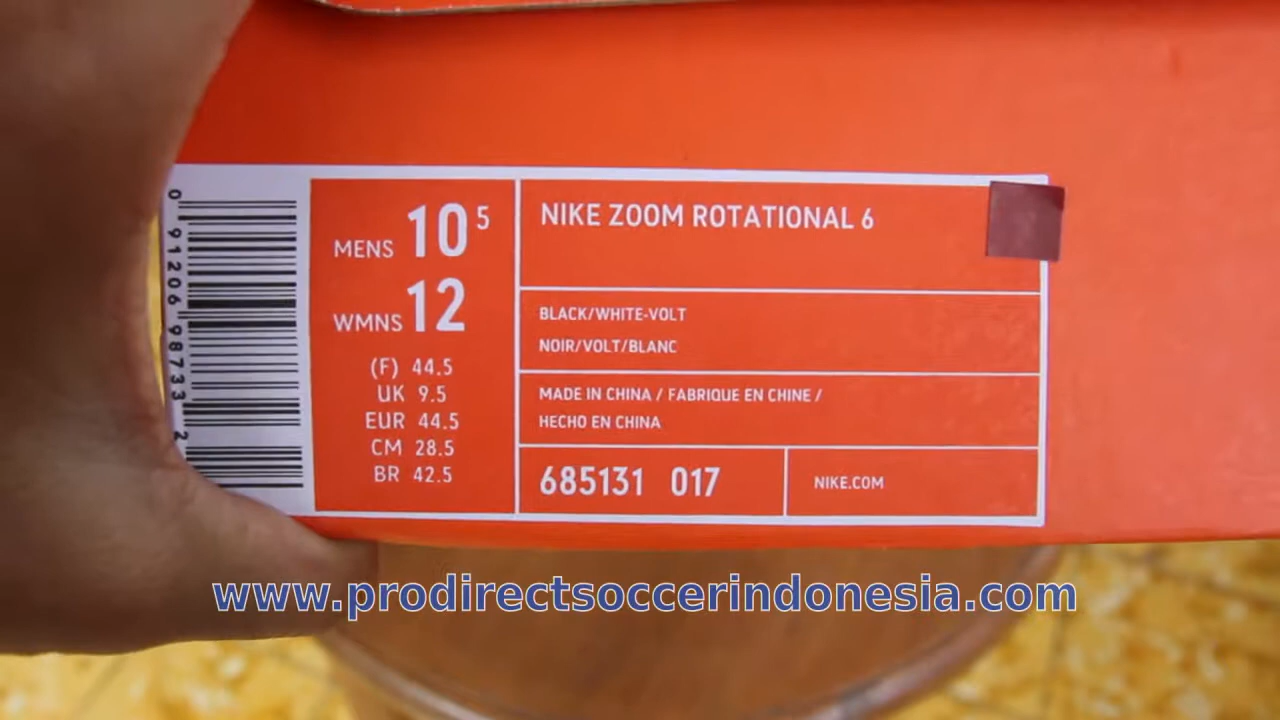 0 91206 98733 2
MENS 10 5
WMNS 12
(F) 44.5
UK 9.5
EUR 44.5
CM 28.5
BR 42.5
NIKE ZOOM ROTATIONAL 6
BLACK/WHITE-VOLT
NOIR/VOLT/BLANC
MADE IN CHINA / FABRIQUE EN CHINE /
HECHO EN CHINA
685131 017
NIKE.COM
www.prodirectsoccerindonesia.com